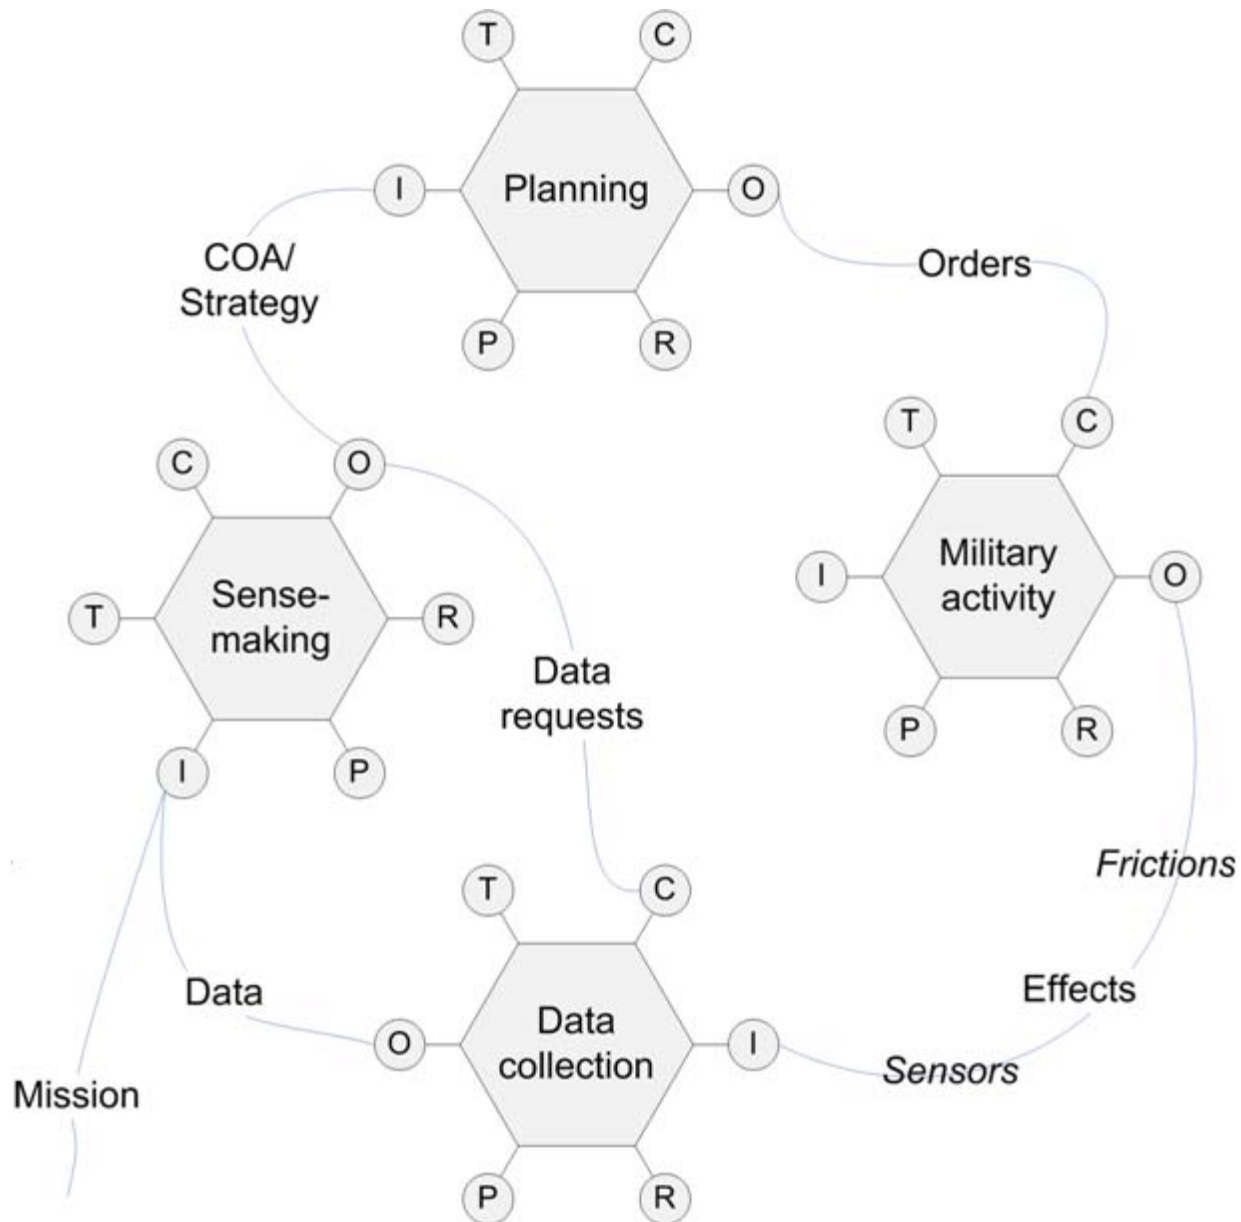 T
C
I
Planning
O
COA/
Strategy
Orders
P
R
T
C
C
O
Military
activity
I
O
Sense-
making
T
R
Data
requests
P
R
I
P
Frictions
T
C
Data
Effects
Data
collection
O
I
Sensors
Mission
P
R